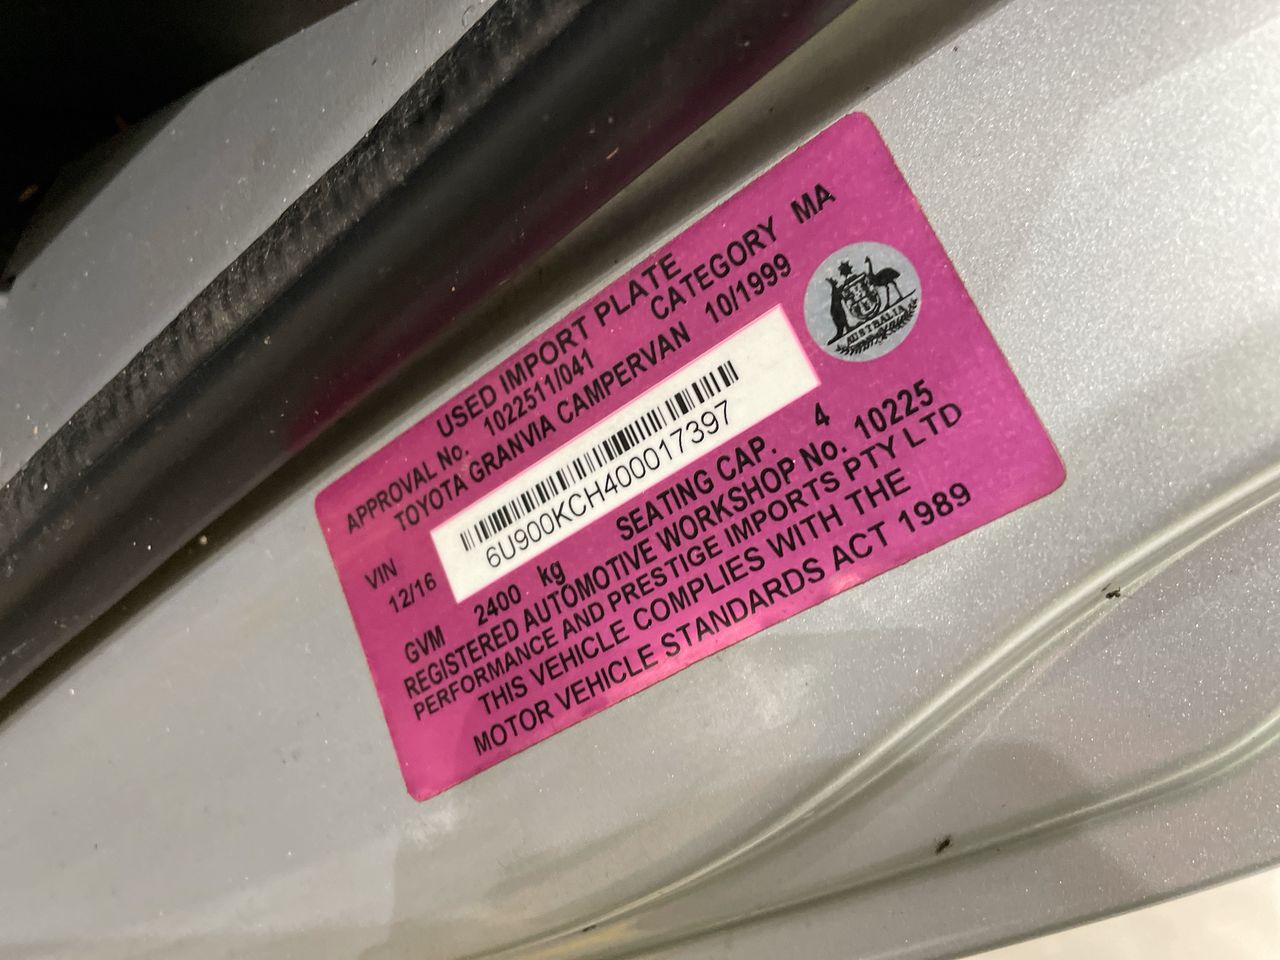 USED IMPORT PLATE
APPROVAL No. 1022511/041 CATEGORY MA
TOYOTA GRANVIA CAMPERVAN 10/1999
VIN
12/16
6U900KCH400017397
AUSTRALIA
GVM 2400 kg SEATING CAP. 4
REGISTERED AUTOMOTIVE WORKSHOP No. 10225
PERFORMANCE AND PRESTIGE IMPORTS PTY LTD
THIS VEHICLE COMPLIES WITH THE
MOTOR VEHICLE STANDARDS ACT 1989